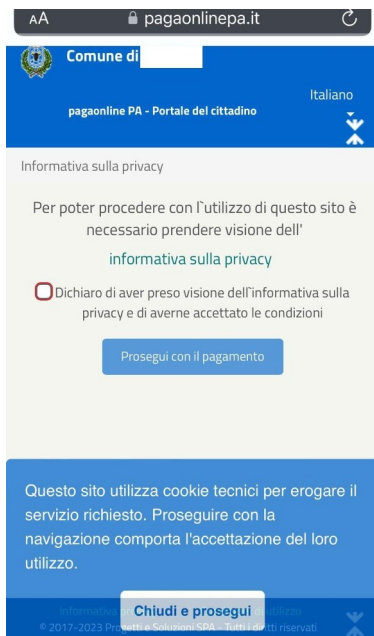 AA pagaonlinepa.it
Comune di
Italiano
pagaonline PA - Portale del cittadino
Informativa sulla privacy
Per poter procedere con l`utilizzo di questo sito è
necessario prendere visione dell'
informativa sulla privacy
Dichiaro di aver preso visione dell`informativa sulla
privacy e di averne accettato le condizioni
Prosegui con il pagamento
Questo sito utilizza cookie tecnici per erogare il
servizio richiesto. Proseguire con la
navigazione comporta l'accettazione del loro
utilizzo.
Chiudi e prosegui
informativa utilizzo
© 2017-2023 Progetti e Soluzioni SPA - Tutti i diritti riservati